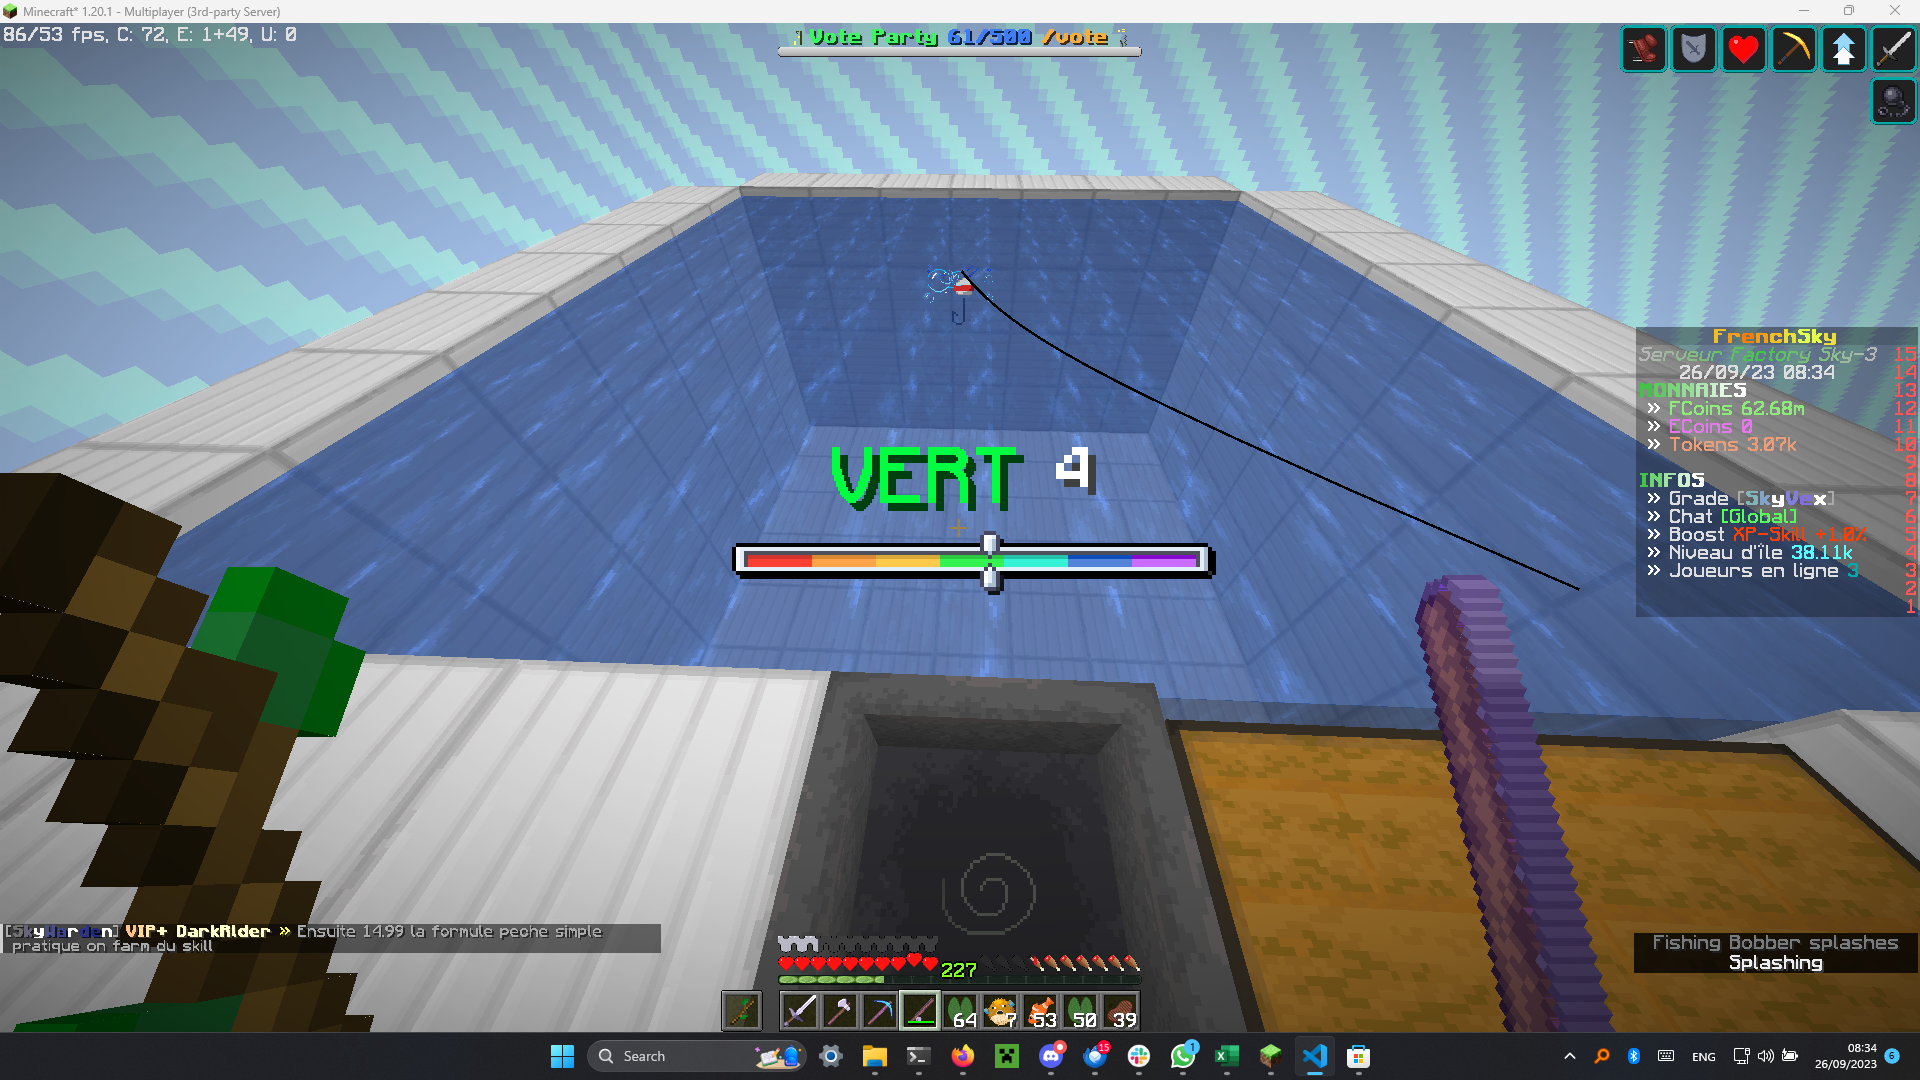 Minecraft* 1.20.1 - Multiplayer (3rd-party Server)
86/53 fps, C: 72, E: 1+49, U: 0
Vote Party 61/500 /vote
FrenchSky
Serveur Factory Sky-3 15
26/09/23 08:34 14
MONNAIES 13
» FCoins 62.68m 12
» ECoins 0 11
» Tokens 3.07k 10
9
INFOS 8
» Grade [SkyVex] 7
» Chat [Global] 6
» Boost XP-Skill +1.0% 5
» Niveau d'île 38.11k 4
» Joueurs en ligne 3 3
2
1
VERT 4
[SkyWarden] VIP+ DarkRIder » Ensuite 14.99 la formule peche simple
pratique on farm du skill
Fishing Bobber splashes
Splashing
227
64 7 53 50 39
Search
15
1
ENG
08:34
26/09/2023
6